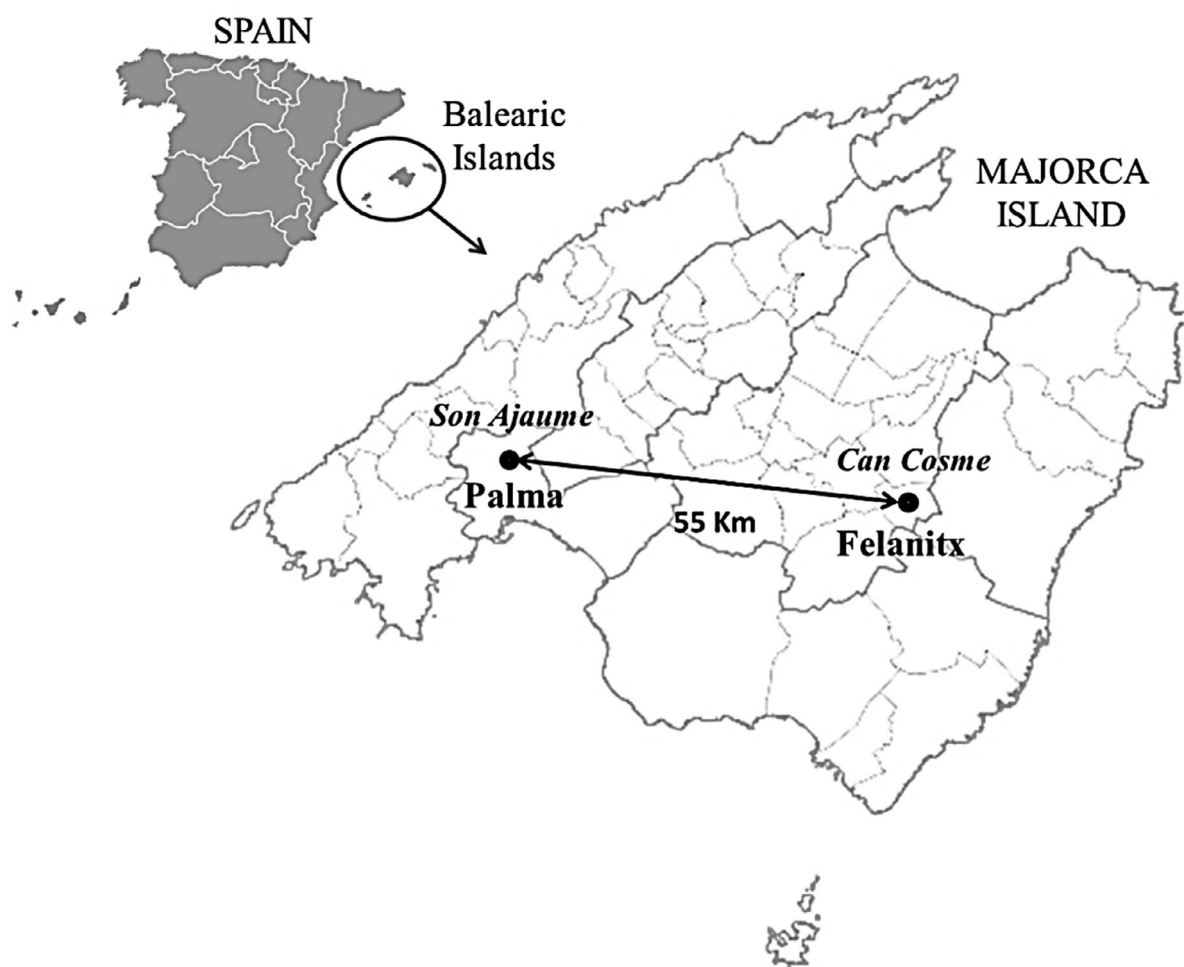 SPAIN
Balearic
Islands
MAJORCA
ISLAND
Son Ajaume
Can Cosme
Palma
55 Km
Felanitx